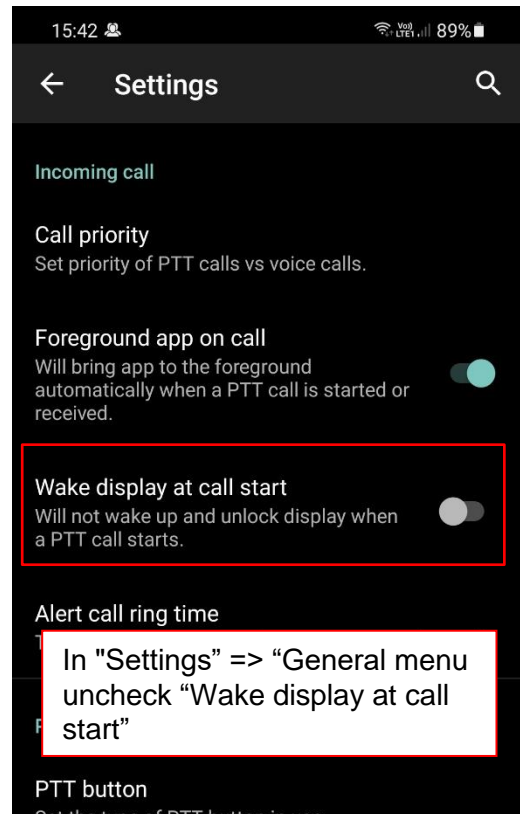 15:42
Vo)) LTE1 89%
Settings
Incoming call
Call priority
Set priority of PTT calls vs voice calls.
Foreground app on call
Will bring app to the foreground
automatically when a PTT call is started or
received.
Wake display at call start
Will not wake up and unlock display when
a PTT call starts.
Alert call ring time
In "Settings” => “General menu
uncheck “Wake display at call
start”
PTT button